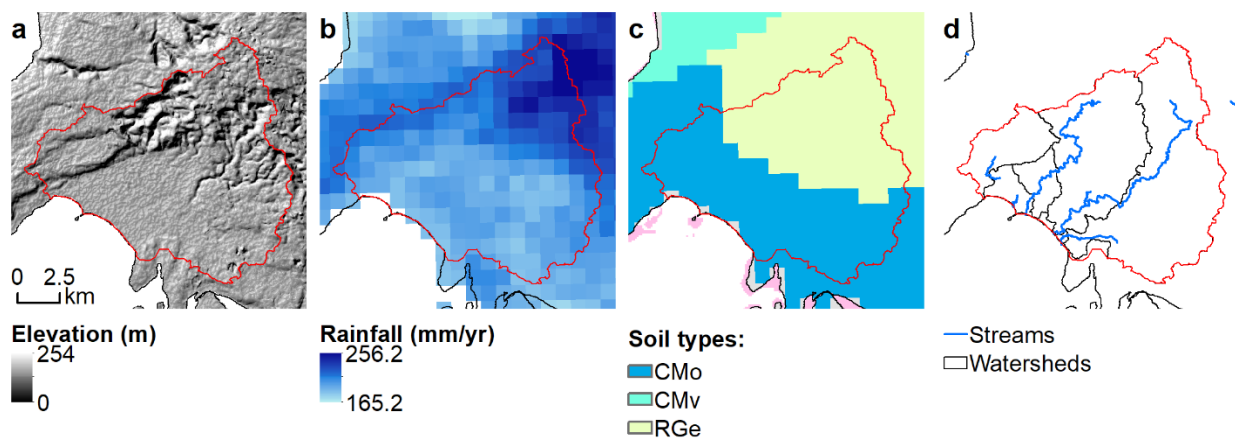 a
b
c
d
0 2.5
km
Elevation (m)
254
0
Rainfall (mm/yr)
256.2
165.2
Soil types:
CMo
CMv
RGe
Streams
Watersheds